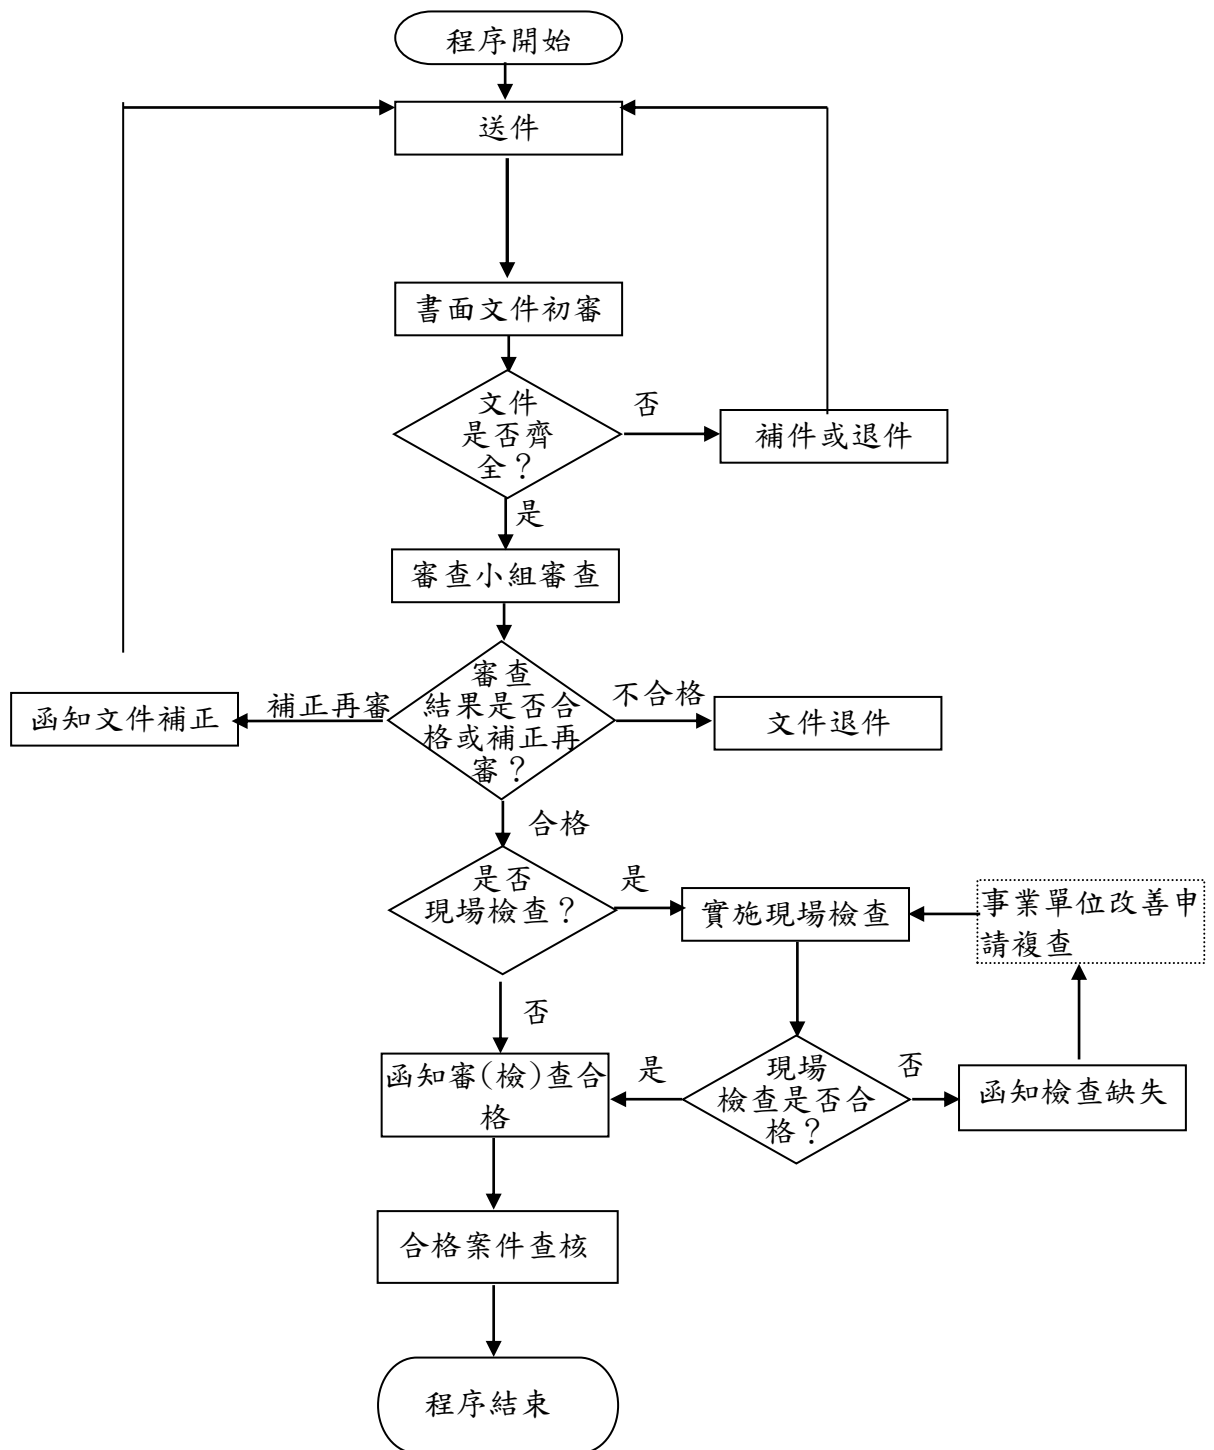 程序開始
送件
書面文件初審
文件
是否齊
全？
否
補件或退件
是
審查小組審查
審查
結果是否合
格或補正再
審？
補正再審
函知文件補正
不合格
文件退件
合格
是否
現場檢查？
是
實施現場檢查
事業單位改善申
請複查
否
函知審(檢)查合
格
是
現場
檢查是否合
格？
否
函知檢查缺失
合格案件查核
程序結束